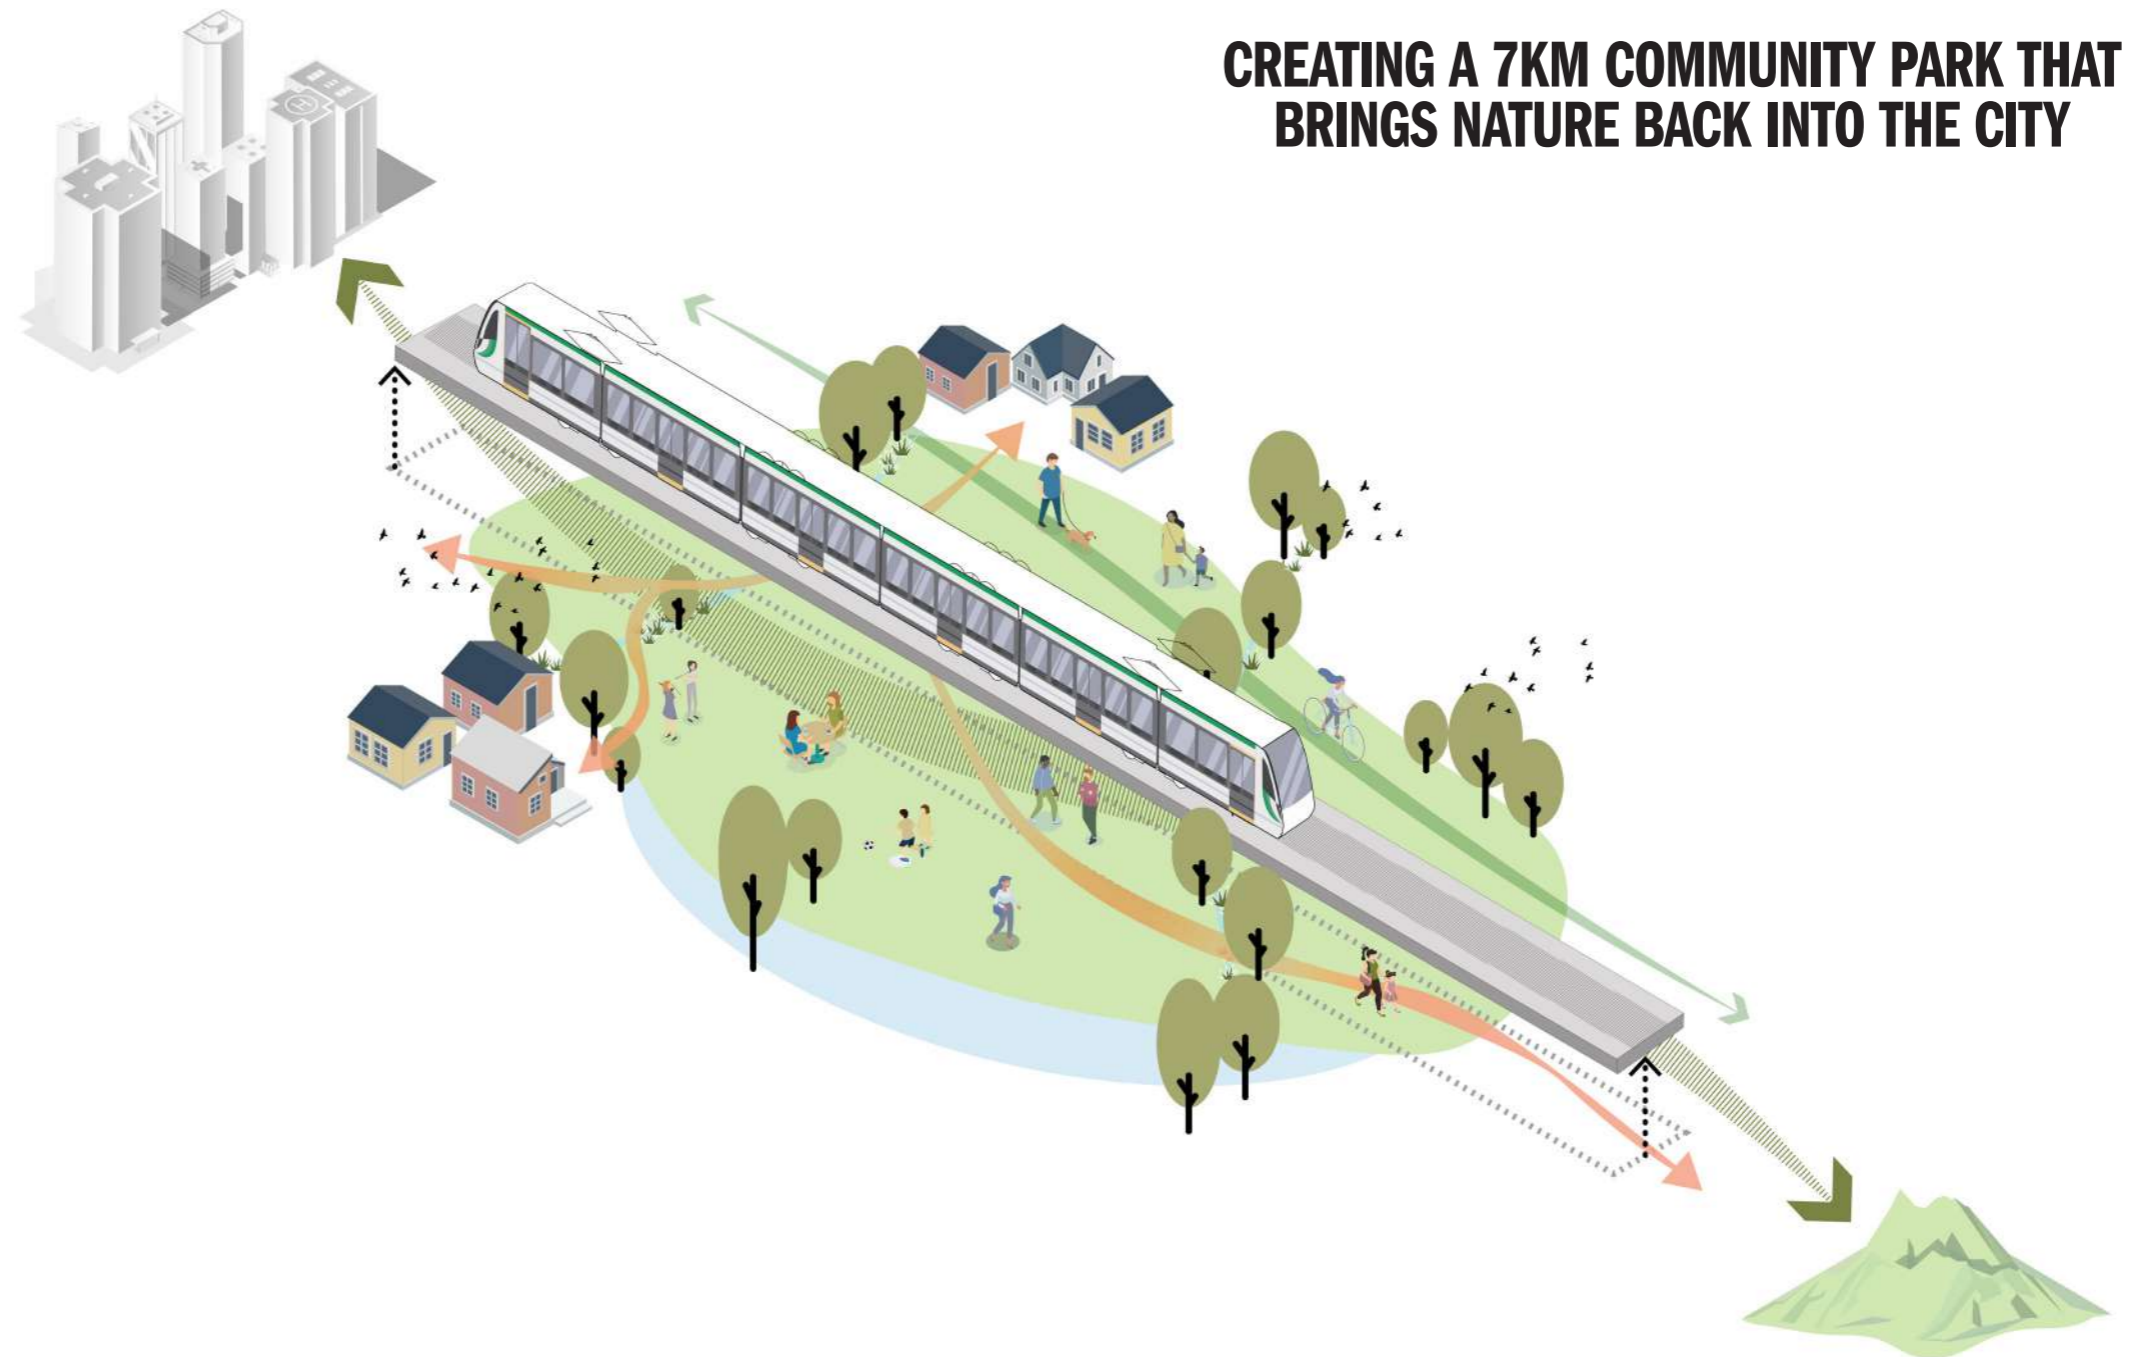 CREATING A 7KM COMMUNITY PARK THAT
BRINGS NATURE BACK INTO THE CITY
H